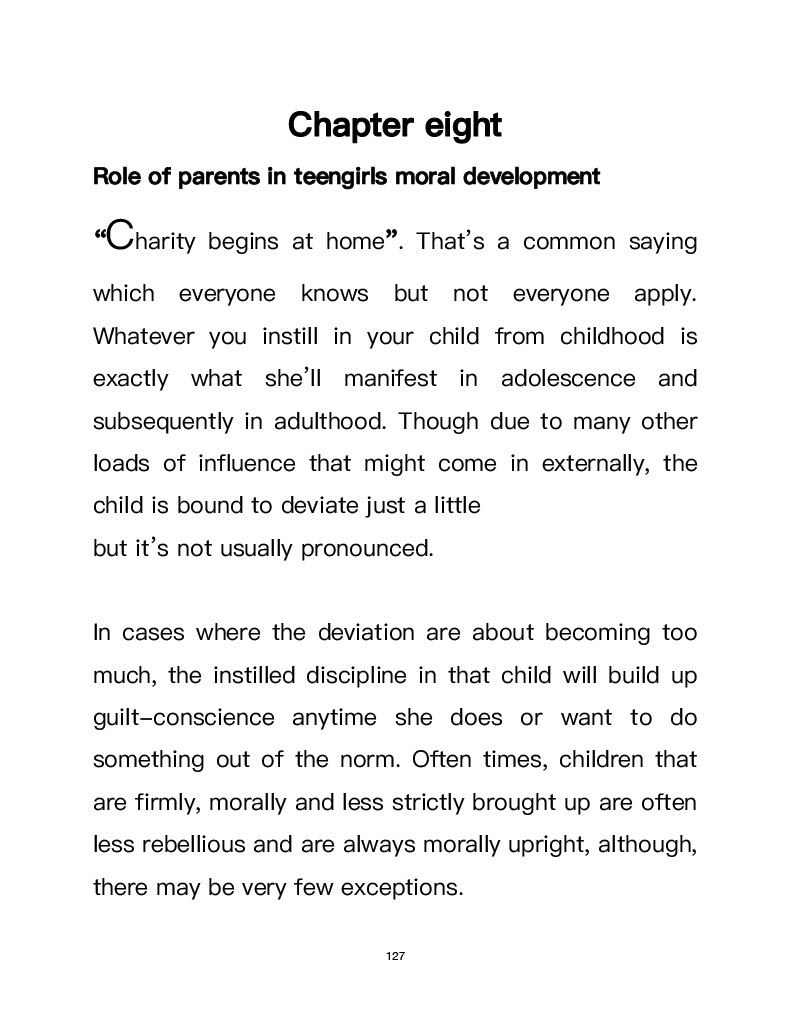 Chapter eight
Role of parents in teengirls moral development
“Charity begins at home”. That’s a common saying
which everyone knows but not everyone apply.
Whatever you instill in your child from childhood is
exactly what she’ll manifest in adolescence and
subsequently in adulthood. Though due to many other
loads of influence that might come in externally, the
child is bound to deviate just a little
but it’s not usually pronounced.
In cases where the deviation are about becoming too
much, the instilled discipline in that child will build up
guilt–conscience anytime she does or want to do
something out of the norm. Often times, children that
are firmly, morally and less strictly brought up are often
less rebellious and are always morally upright, although,
there may be very few exceptions.
127